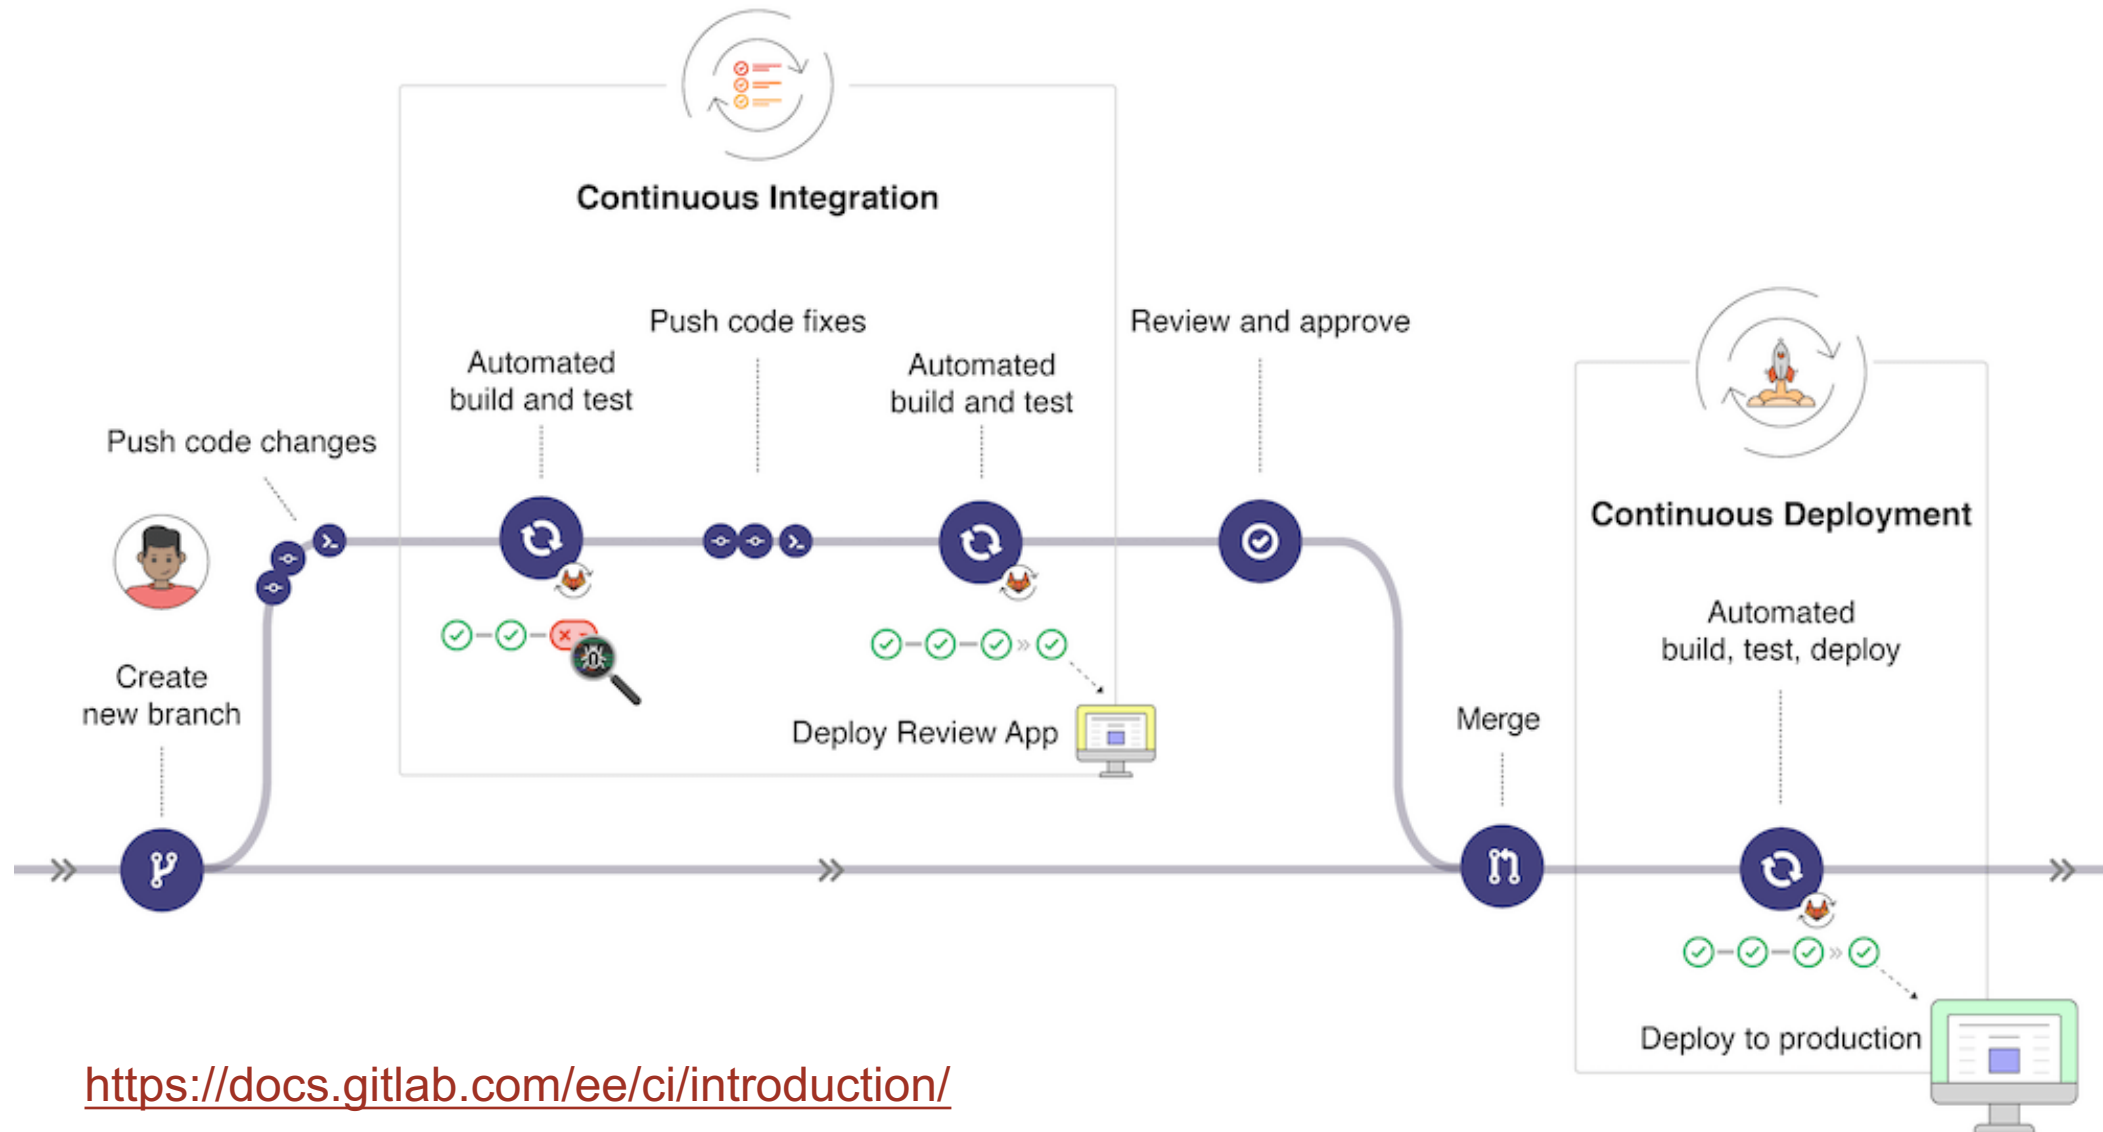 Continuous Integration
Push code fixes
Review and approve
Automated
build and test
Automated
build and test
Push code changes
Continuous Deployment
Automated
build, test, deploy
Create
new branch
Deploy Review App
Merge
Deploy to production
https://docs.gitlab.com/ee/ci/introduction/